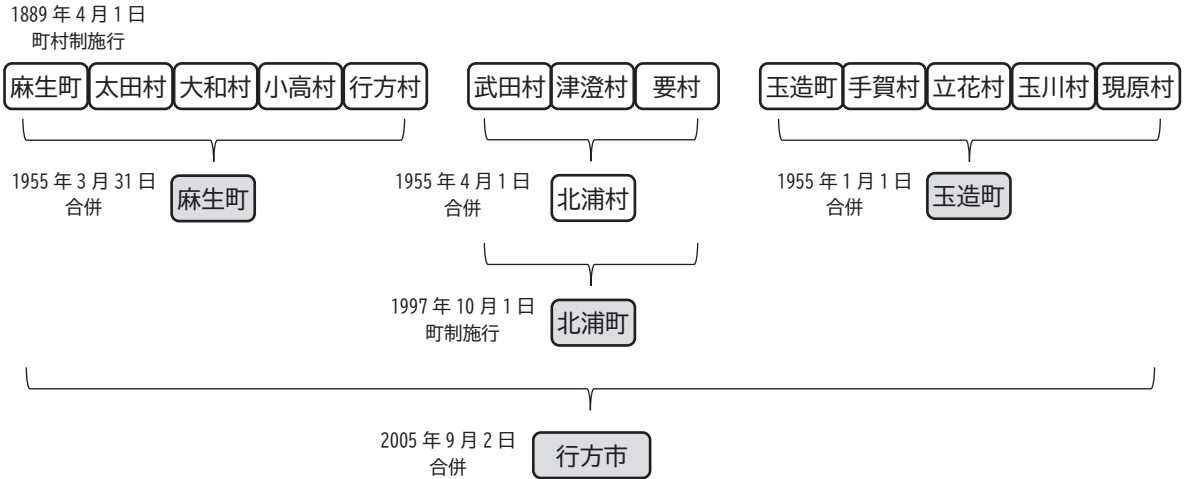 1889 年 4 月 1 日
町村制施行
麻生町 太田村 大和村 小高村 行方村 武田村 津澄村 要村 玉造町 手賀村 立花村 玉川村 現原村
1955 年 3 月 31 日
合併
麻生町
1955 年 4 月 1 日
合併
北浦村
1955 年 1 月 1 日
合併
玉造町
1997 年 10 月 1 日
町制施行
北浦町
2005 年 9 月 2 日
合併
行方市